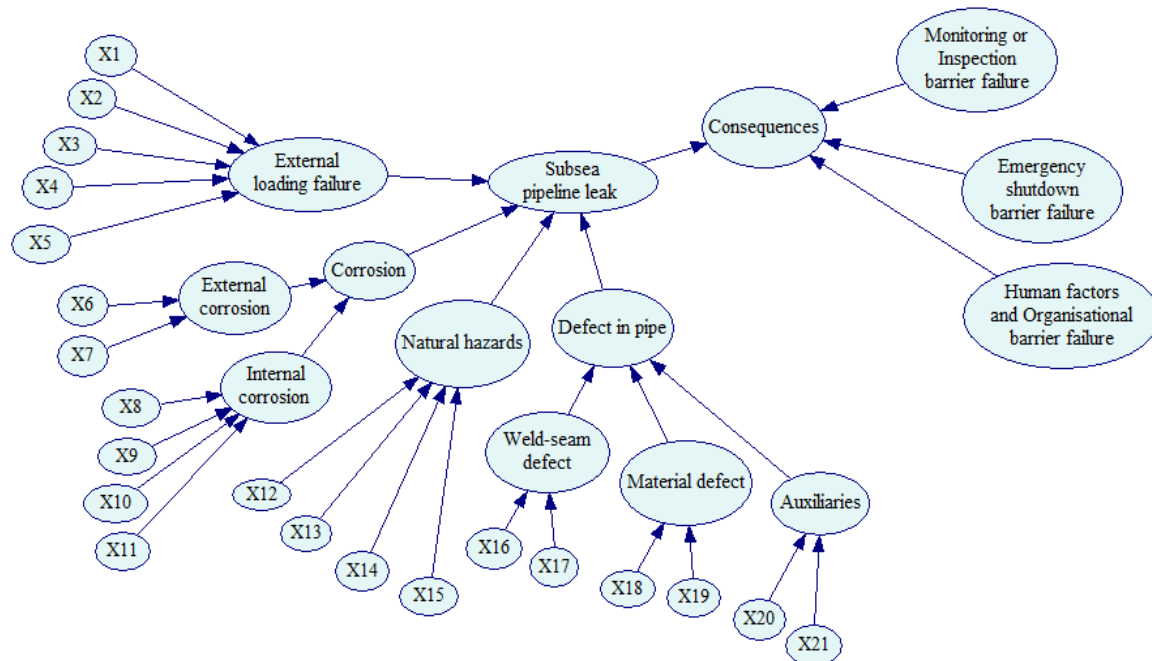 X1
X2
X3
X4
X5
External
loading failure
Subsea
pipeline leak
Consequences
Monitoring or
Inspection
barrier failure
Emergency
shutdown
barrier failure
Human factors
and Organisational
barrier failure
Corrosion
External
corrosion
X6
X7
Internal
corrosion
X8
X9
X10
X11
Natural hazards
X12
X13
X14
X15
Defect in pipe
Weld-seam
defect
X16
X17
Material defect
X18
X19
Auxiliaries
X20
X21